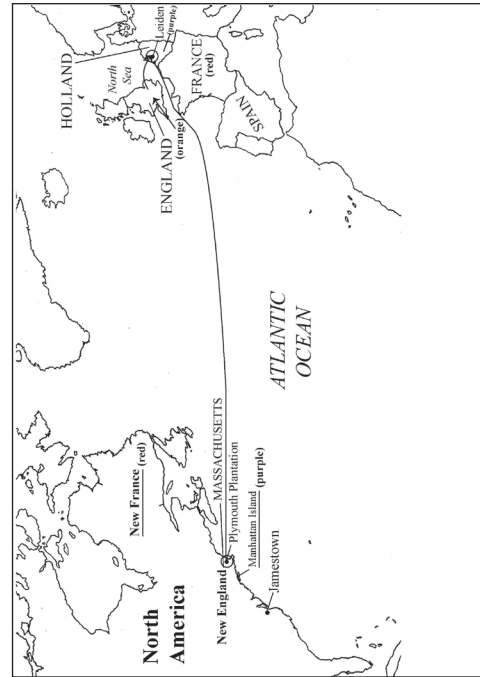 North
America
New France (red)
New England
MASSACHUSETTS
Plymouth Plantation
Manhattan Island (purple)
Jamestown
ATLANTIC
OCEAN
HOLLAND
North
Sea
Leiden
(purple)
ENGLAND
(orange)
FRANCE
(red)
SPAIN